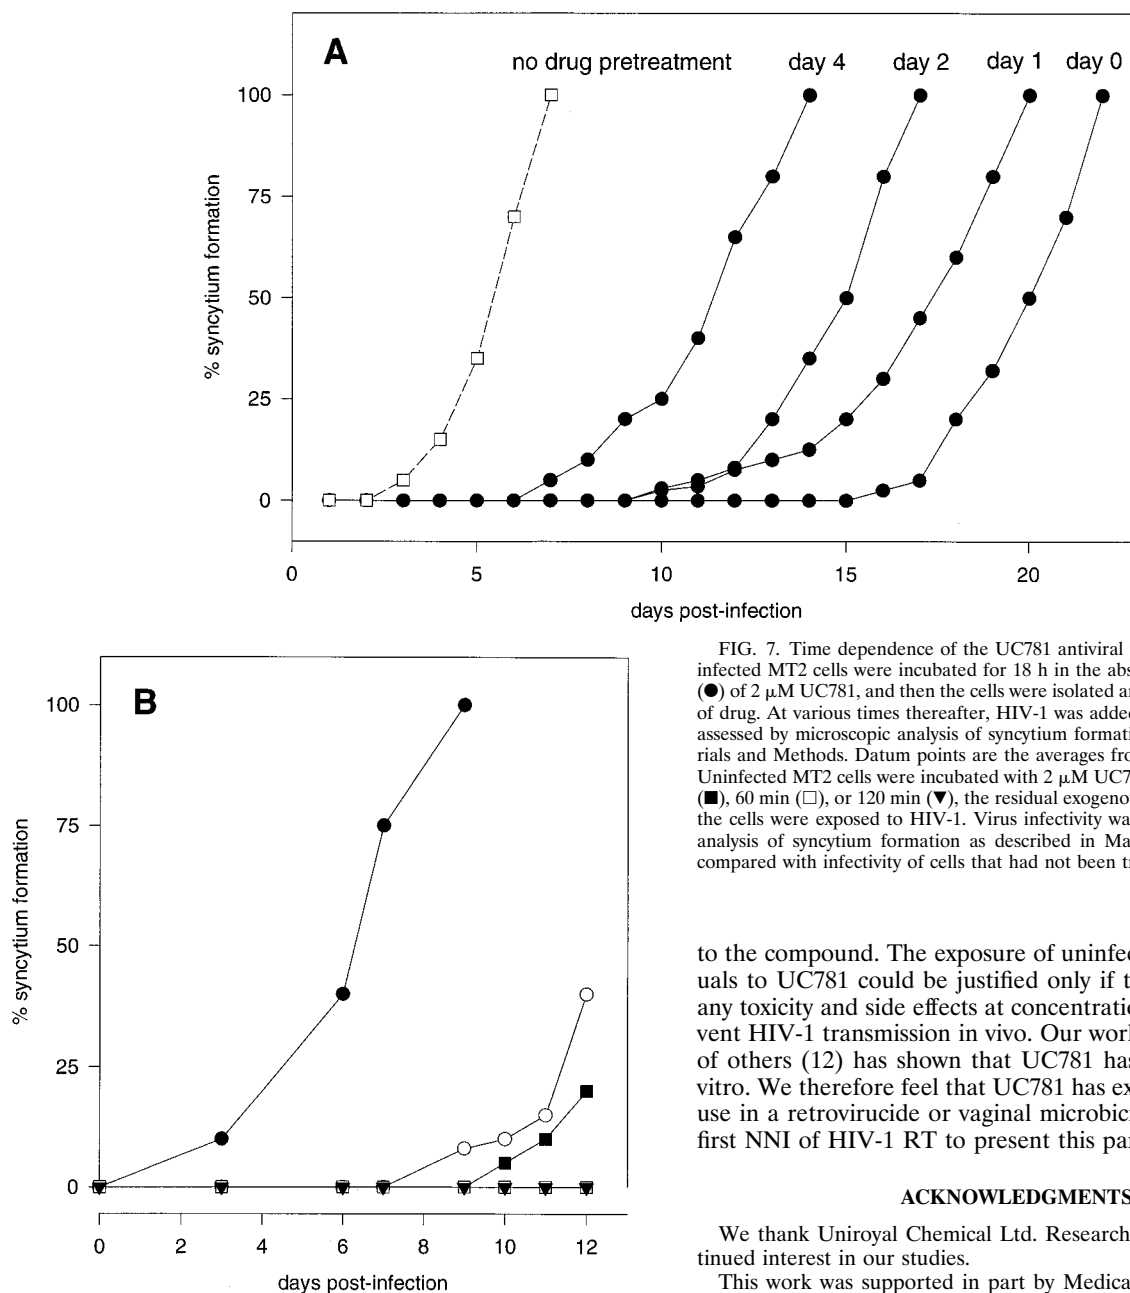 A
no drug pretreatment day 4 day 2 day 1 day 0
100
75
50
25
0
% syncytium formation
0 5 10 15 20
days post-infection
B
100
75
50
25
0
% syncytium formation
0 2 4 6 8 10 12
days post-infection
FIG. 7. Time dependence of the UC781 antiviral
infected MT2 cells were incubated for 18 h in the abs
(●) of 2 μM UC781, and then the cells were isolated a
of drug. At various times thereafter, HIV-1 was added
assessed by microscopic analysis of syncytium formati
rials and Methods. Datum points are the averages fro
Uninfected MT2 cells were incubated with 2 μM UC7
(■), 60 min (□), or 120 min (▼), the residual exogeno
the cells were exposed to HIV-1. Virus infectivity wa
analysis of syncytium formation as described in Ma
compared with infectivity of cells that had not been t
to the compound. The exposure of uninfe
uals to UC781 could be justified only if t
any toxicity and side effects at concentratio
vent HIV-1 transmission in vivo. Our work
of others (12) has shown that UC781 has
vitro. We therefore feel that UC781 has ex
use in a retrovirucide or vaginal microbici
first NNI of HIV-1 RT to present this par
ACKNOWLEDGMENTS
We thank Uniroyal Chemical Ltd. Research
tinued interest in our studies.
This work was supported in part by Medica